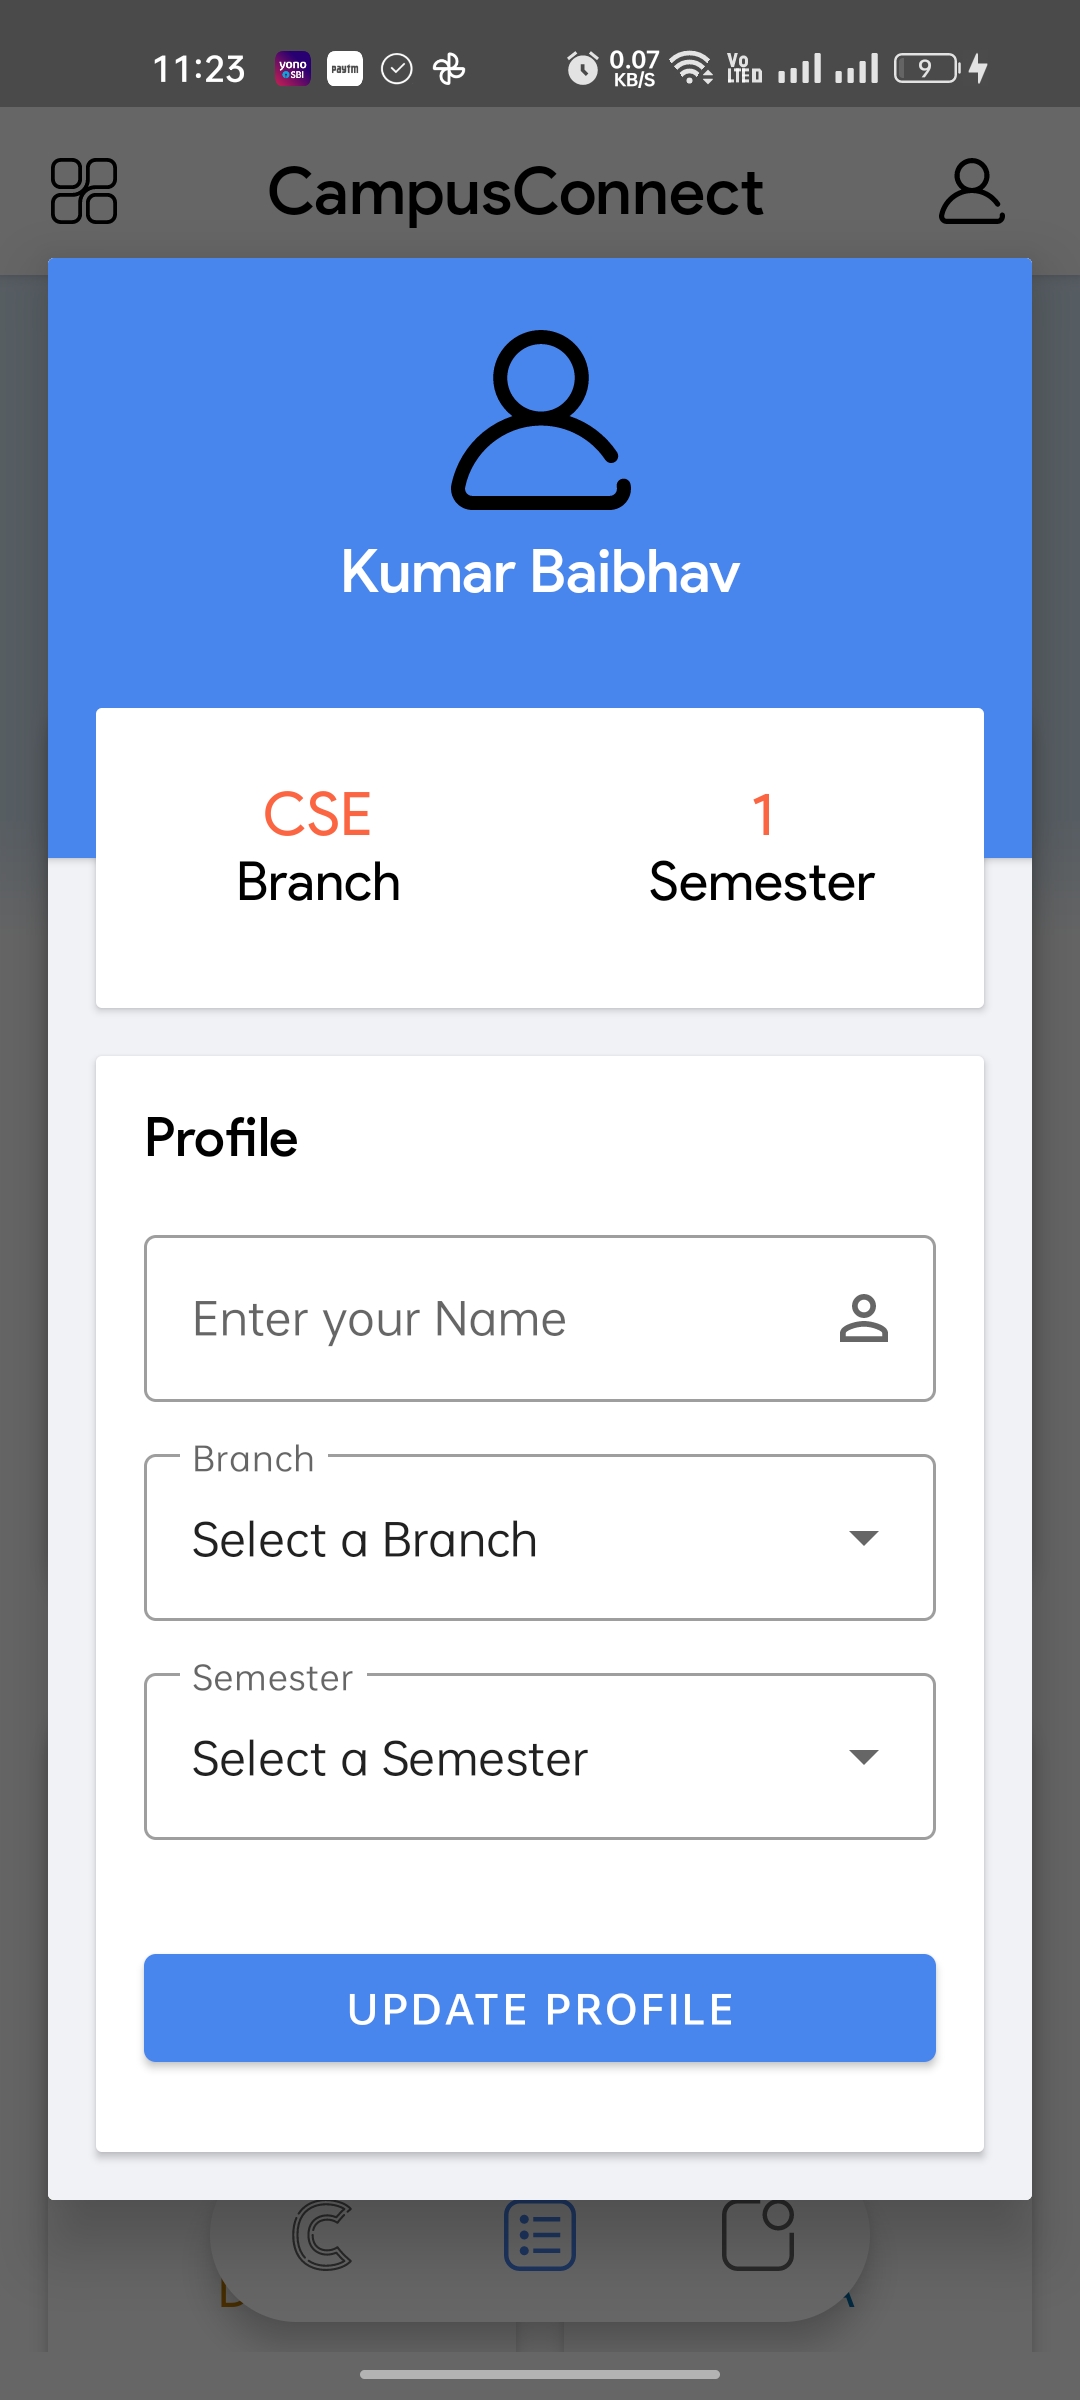 11:23 yono SBI paytm 0.07 KB/S Vo LTE 9
CampusConnect
Kumar Baibhav
CSE 1
Branch Semester
Profile
Enter your Name
Branch
Select a Branch
Semester
Select a Semester
UPDATE PROFILE